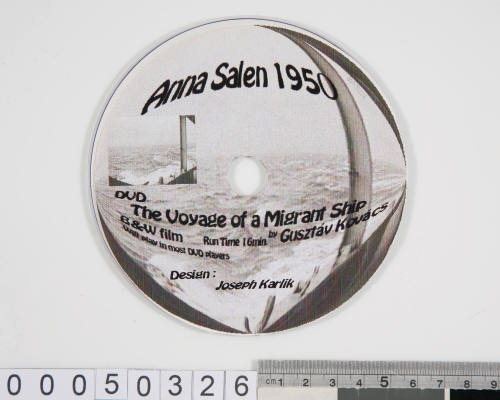 Anna Salen 1950
DVD
The Voyage of a Migrant Ship
B & W film Run Time 16min. by Gusztáv Kovács
Will play in most DVD players
Design :
Joseph Karlik
00050326
cm 1 2 3 4 5 6 7 8 9